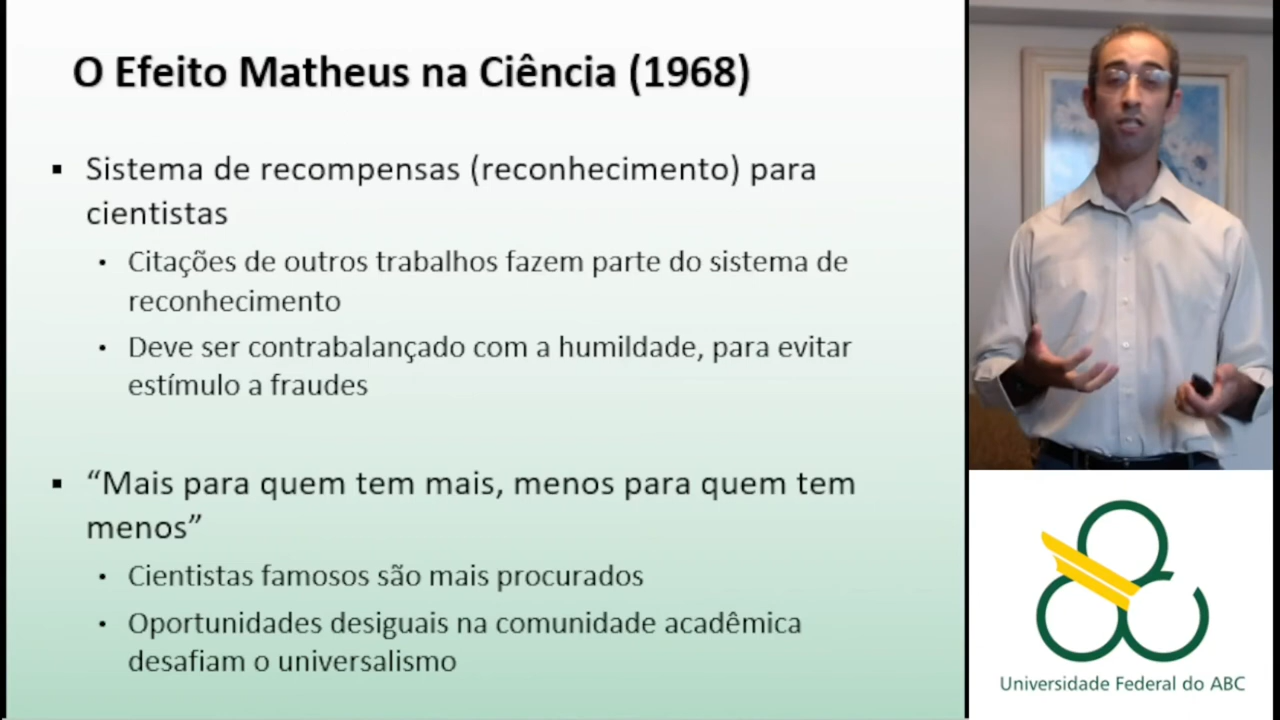 O Efeito Matheus na Ciência (1968)
▪ Sistema de recompensas (reconhecimento) para
cientistas
• Citações de outros trabalhos fazem parte do sistema de
reconhecimento
• Deve ser contrabalançado com a humildade, para evitar
estímulo a fraudes
▪ “Mais para quem tem mais, menos para quem tem
menos”
• Cientistas famosos são mais procurados
• Oportunidades desiguais na comunidade acadêmica
desafiam o universalismo
Universidade Federal do ABC